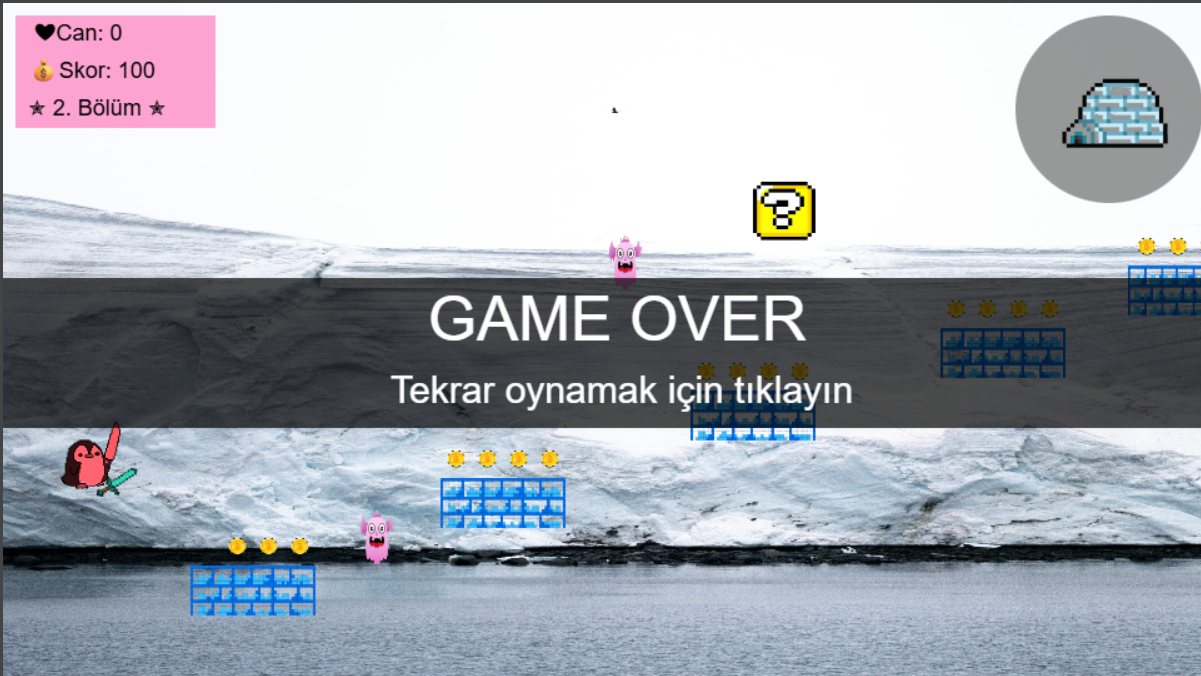 ♥Can: 0
💰 Skor: 100
✭ 2. Bölüm ✭
?
GAME OVER
Tekrar oynamak için tıklayın